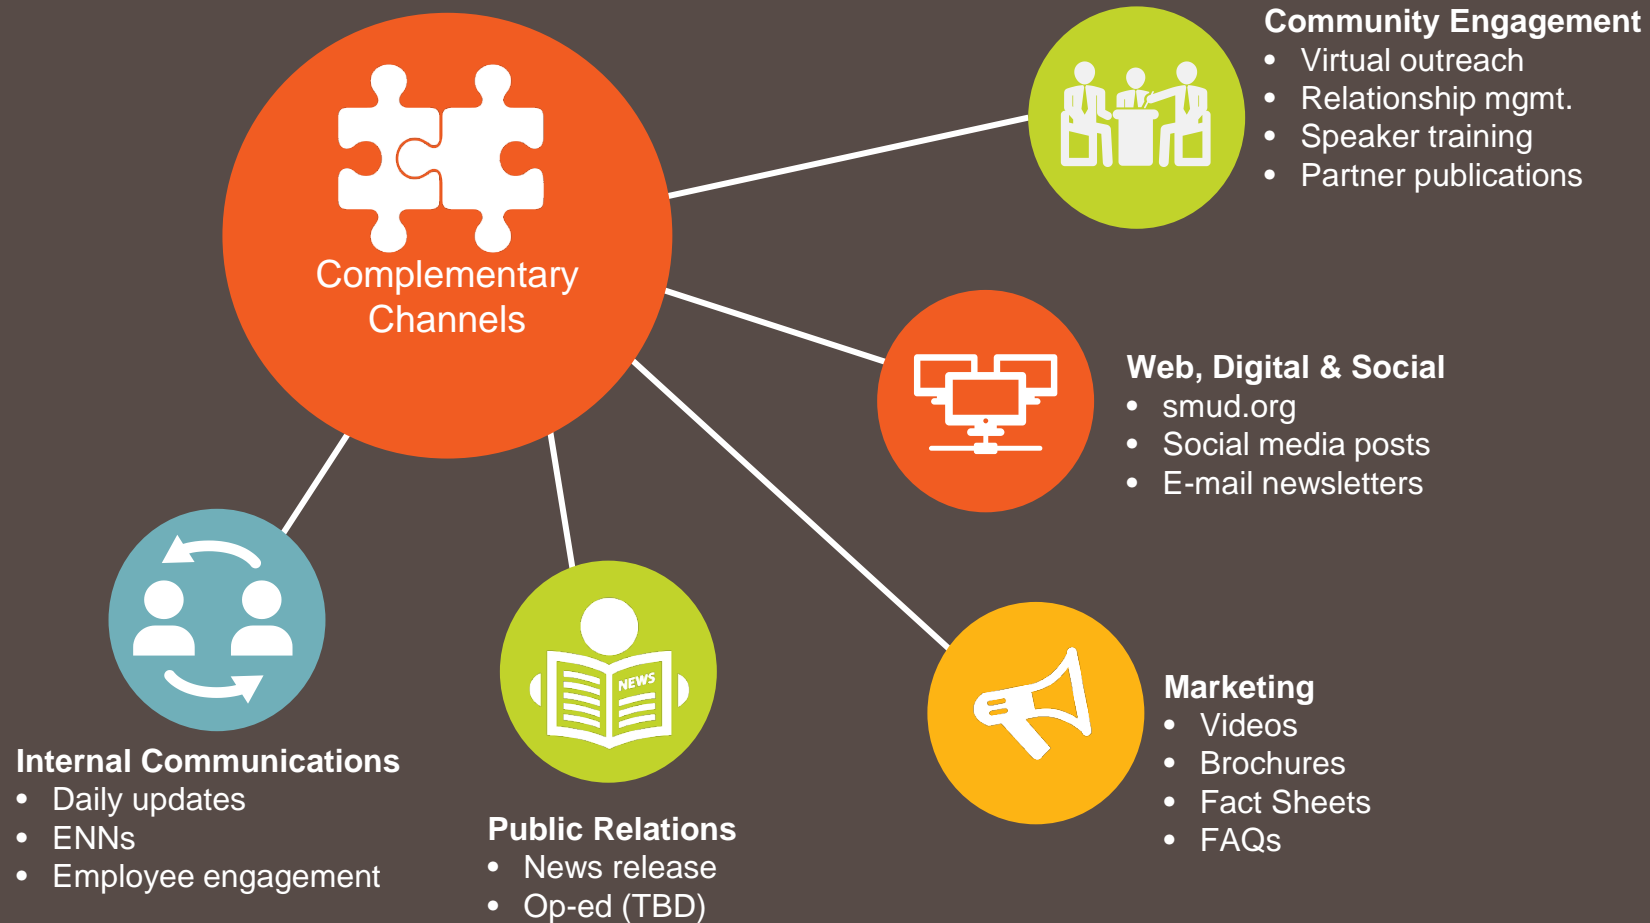 Complementary
Channels
Community Engagement
• Virtual outreach
• Relationship mgmt.
• Speaker training
• Partner publications
Web, Digital & Social
• smud.org
• Social media posts
• E-mail newsletters
Marketing
• Videos
• Brochures
• Fact Sheets
• FAQs
NEWS
Public Relations
• News release
• Op-ed (TBD)
Internal Communications
• Daily updates
• ENNs
• Employee engagement